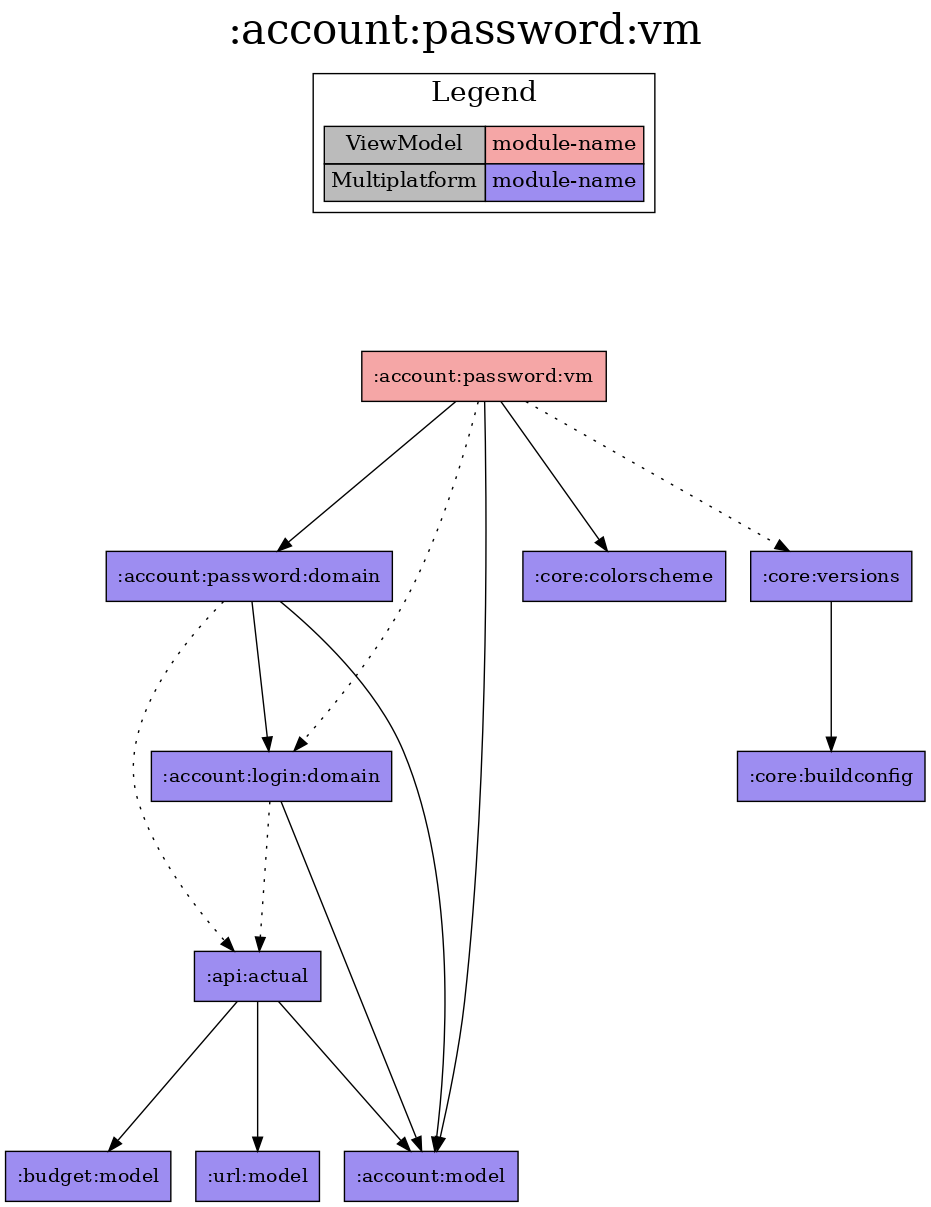 :account:password:vm
Legend
ViewModel module-name
Multiplatform module-name
:account:password:vm
:account:password:domain
:core:colorscheme
:core:versions
:account:login:domain
:core:buildconfig
:api:actual
:budget:model
:url:model
:account:model